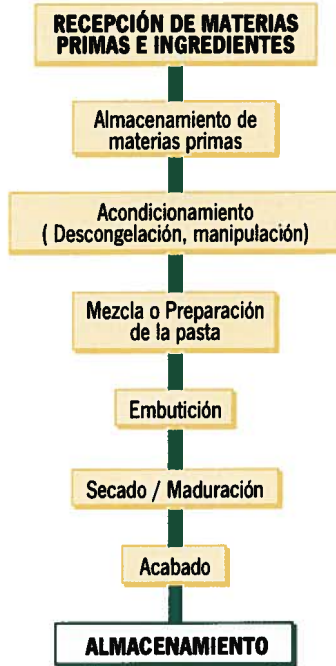 RECEPCIÓN DE MATERIAS
PRIMAS E INGREDIENTES
Almacenamiento de
materias primas
Acondicionamiento
( Descongelación, manipulación)
Mezcla o Preparación
de la pasta
Embutición
Secado / Maduración
Acabado
ALMACENAMIENTO